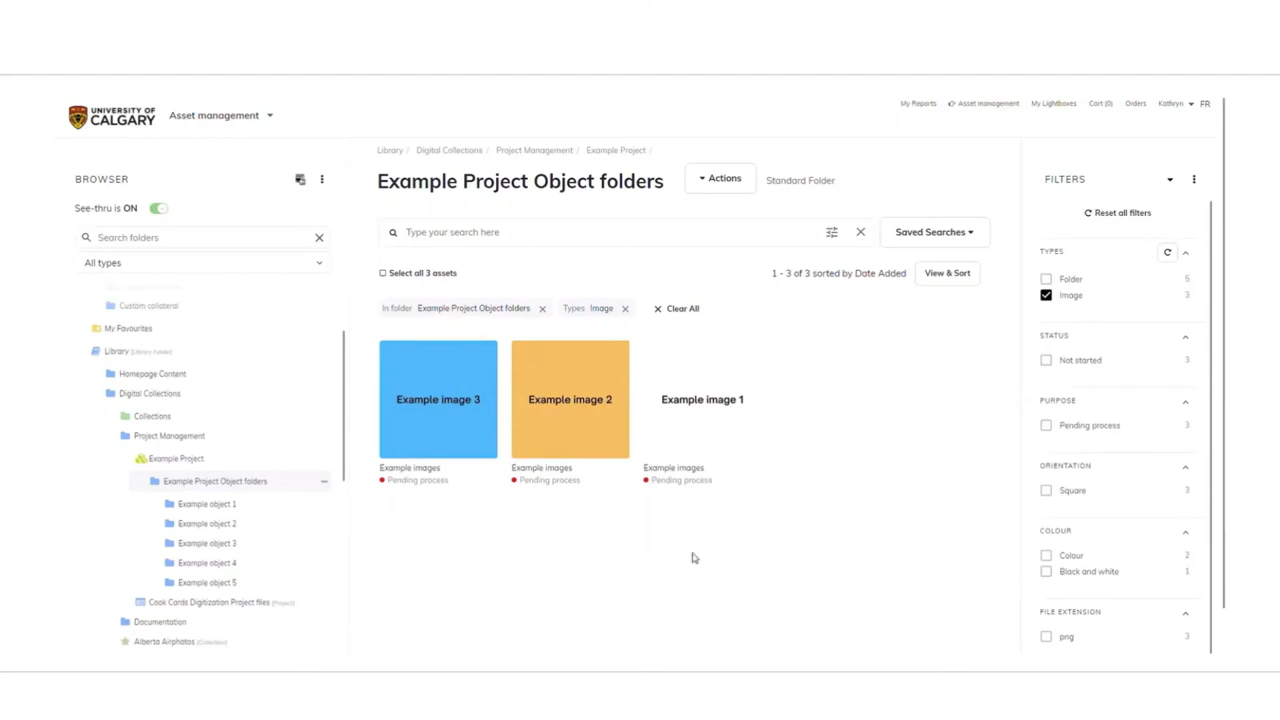 UNIVERSITY OF
CALGARY
Asset management
My Reports
Asset management
My Lightboxes
Cart (0)
Orders
Kathryn
FR
BROWSER
See-thru is ON
Search folders
All types
Custom collateral
My Favourites
Library [Library Folder]
Homepage Content
Digital Collections
Collections
Project Management
Example Project
Example Project Object folders
Example object 1
Example object 2
Example object 3
Example object 4
Example object 5
Cook Cards Digitization Project files [Project]
Documentation
Alberta Airphotos [Collection]
Library / Digital Collections / Project Management / Example Project /
Example Project Object folders
Actions
Standard Folder
Type your search here
Saved Searches
Select all 3 assets
1 - 3 of 3 sorted by Date Added
View & Sort
In folder Example Project Object folders
Types Image
Clear All
Example image 3
Example images
Pending process
Example image 2
Example images
Pending process
Example image 1
Example images
Pending process
FILTERS
Reset all filters
TYPES
Folder 5
Image 3
STATUS
Not started 3
PURPOSE
Pending process 3
ORIENTATION
Square 3
COLOUR
Colour 2
Black and white 1
FILE EXTENSION
png 3